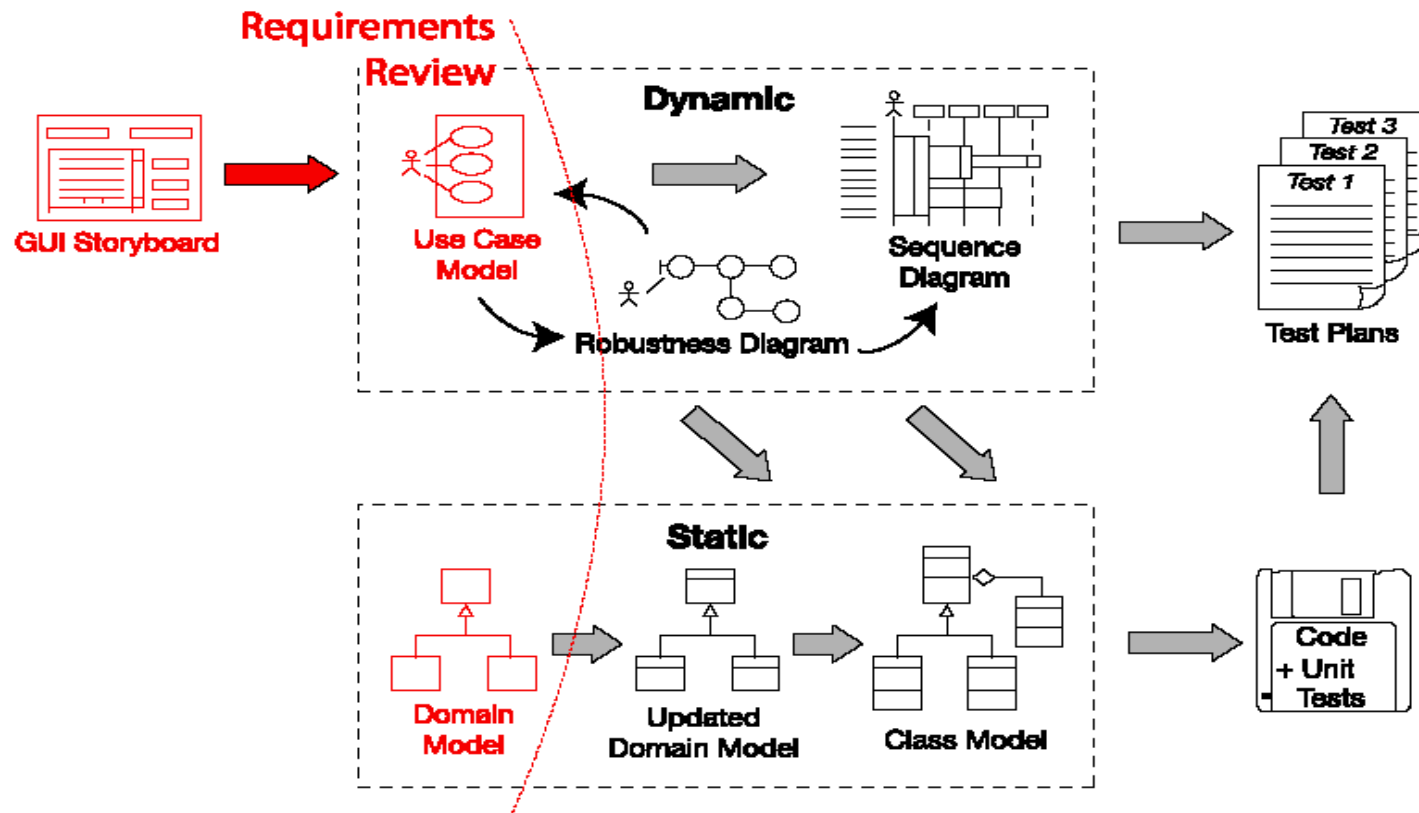 Requirements
Review
Dynamic
GUI Storyboard
Use Case
Model
Robustness Diagram
Sequence
Diagram
Test 3
Test 2
Test 1
Test Plans
Static
Domain
Model
Updated
Domain Model
Class Model
Code
+ Unit
Tests